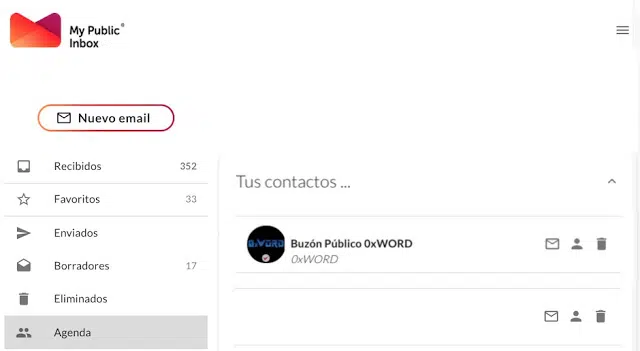 My Public®
Inbox
Nuevo email
Recibidos 352
Favoritos 33
Enviados
Borradores 17
Eliminados
Agenda
Tus contactos ...
0xWORD
Buzón Público 0xWORD
0xWORD